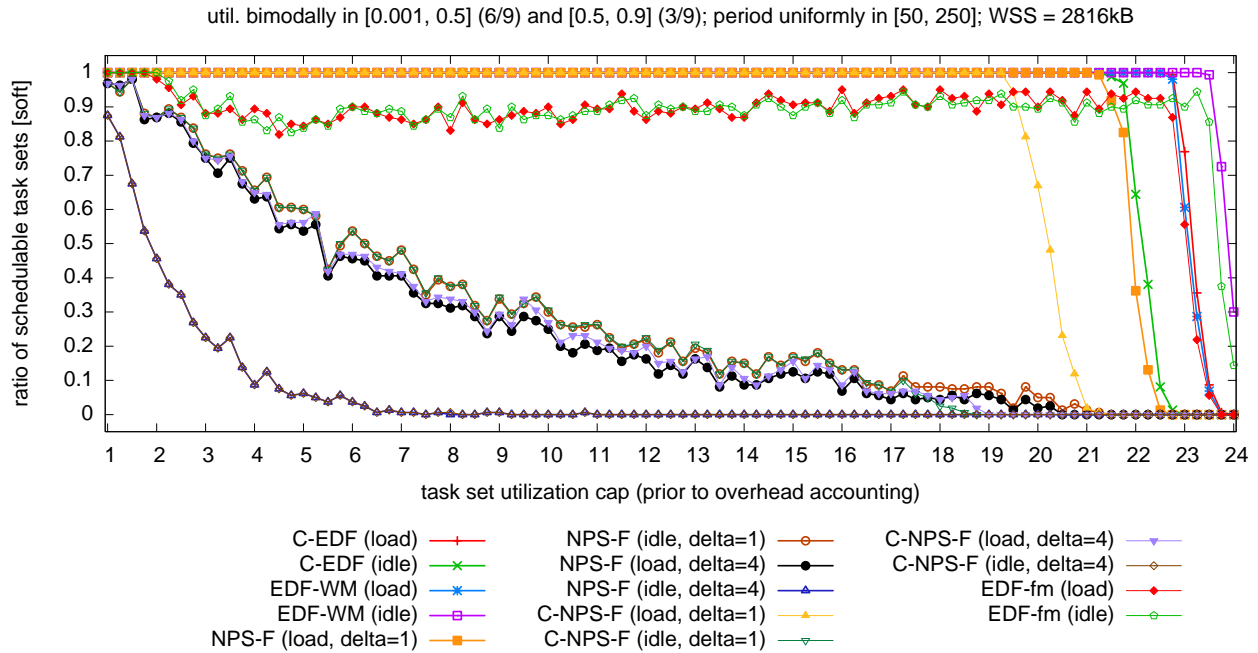 util. bimodally in [0.001, 0.5] (6/9) and [0.5, 0.9] (3/9); period uniformly in [50, 250]; WSS = 2816kB
ratio of schedulable task sets [soft]
1
0.9
0.8
0.7
0.6
0.5
0.4
0.3
0.2
0.1
0
1 2 3 4 5 6 7 8 9 10 11 12 13 14 15 16 17 18 19 20 21 22 23 24
task set utilization cap (prior to overhead accounting)
C-EDF (load)
C-EDF (idle)
EDF-WM (load)
EDF-WM (idle)
NPS-F (load, delta=1)
NPS-F (idle, delta=1)
NPS-F (load, delta=4)
NPS-F (idle, delta=4)
C-NPS-F (load, delta=1)
C-NPS-F (idle, delta=1)
C-NPS-F (load, delta=4)
C-NPS-F (idle, delta=4)
EDF-fm (load)
EDF-fm (idle)